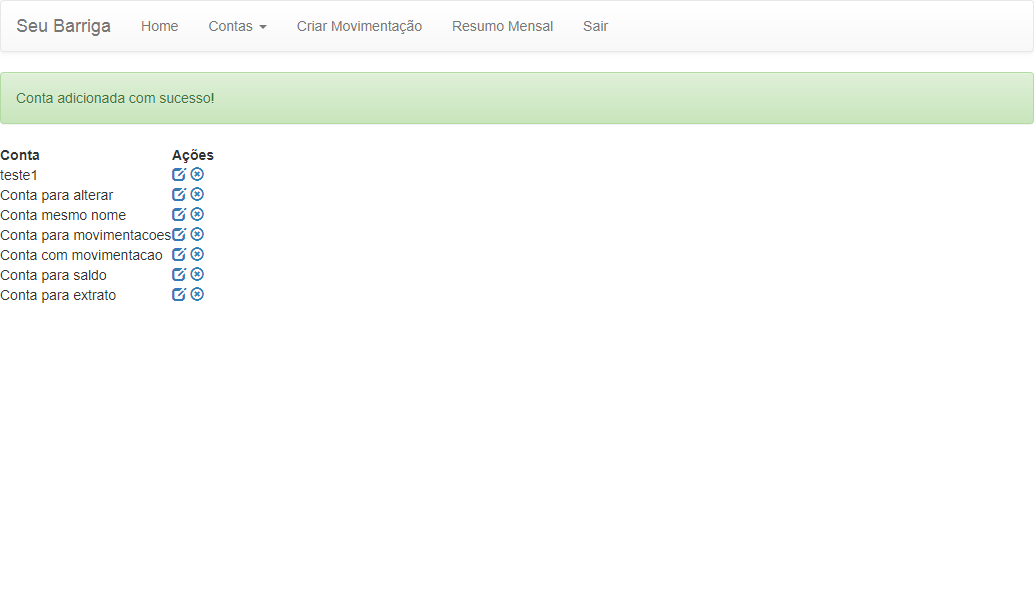 Seu Barriga Home Contas Criar Movimentação Resumo Mensal Sair
Conta adicionada com sucesso!
Conta Ações
teste1
Conta para alterar
Conta mesmo nome
Conta para movimentacoes
Conta com movimentacao
Conta para saldo
Conta para extrato